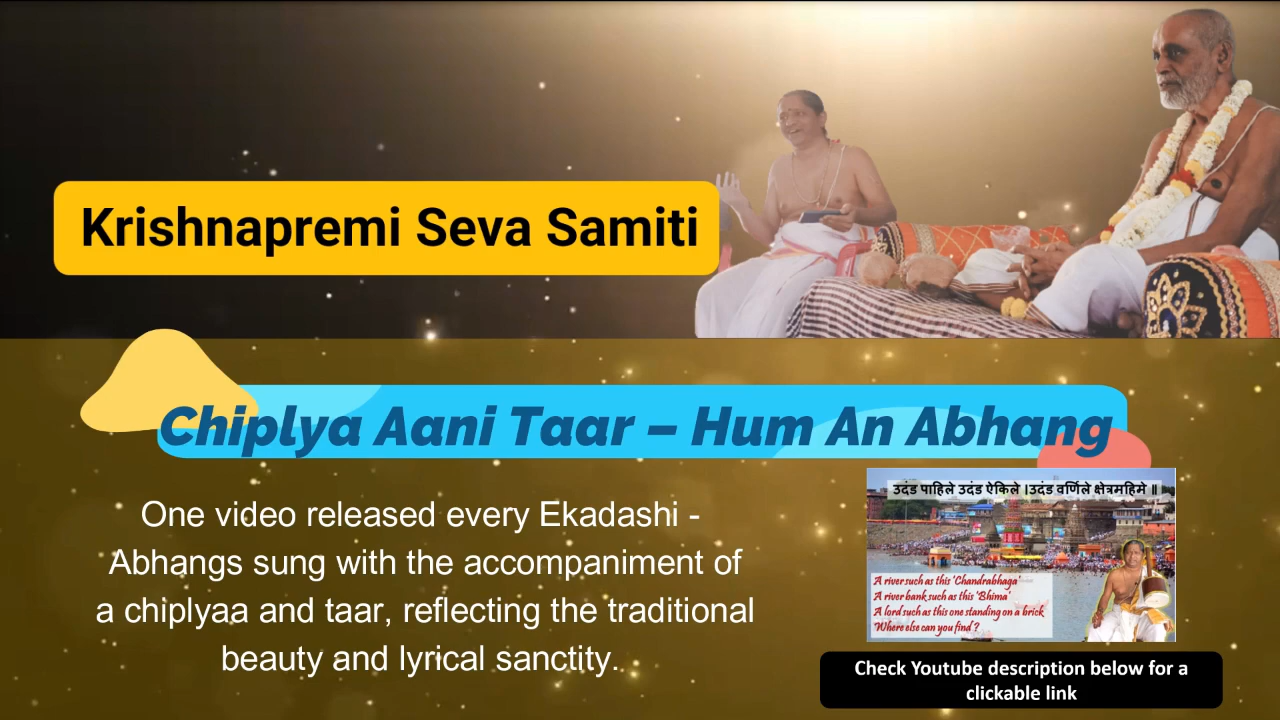 Krishnapremi Seva Samiti
Chiplya Aani Taar – Hum An Abhang
One video released every Ekadashi -
Abhangs sung with the accompaniment of
a chiplyaa and taar, reflecting the traditional
beauty and lyrical sanctity.
उदंड पाहिले उदंड ऐकिले ।उदंड वर्णिले क्षेत्रमहिमे ॥
A river such as this 'Chandrabhaga'
A river bank such as this 'Bhima'
A lord such as this one standing on a brick
Where else can you find ?
Check Youtube description below for a
clickable link